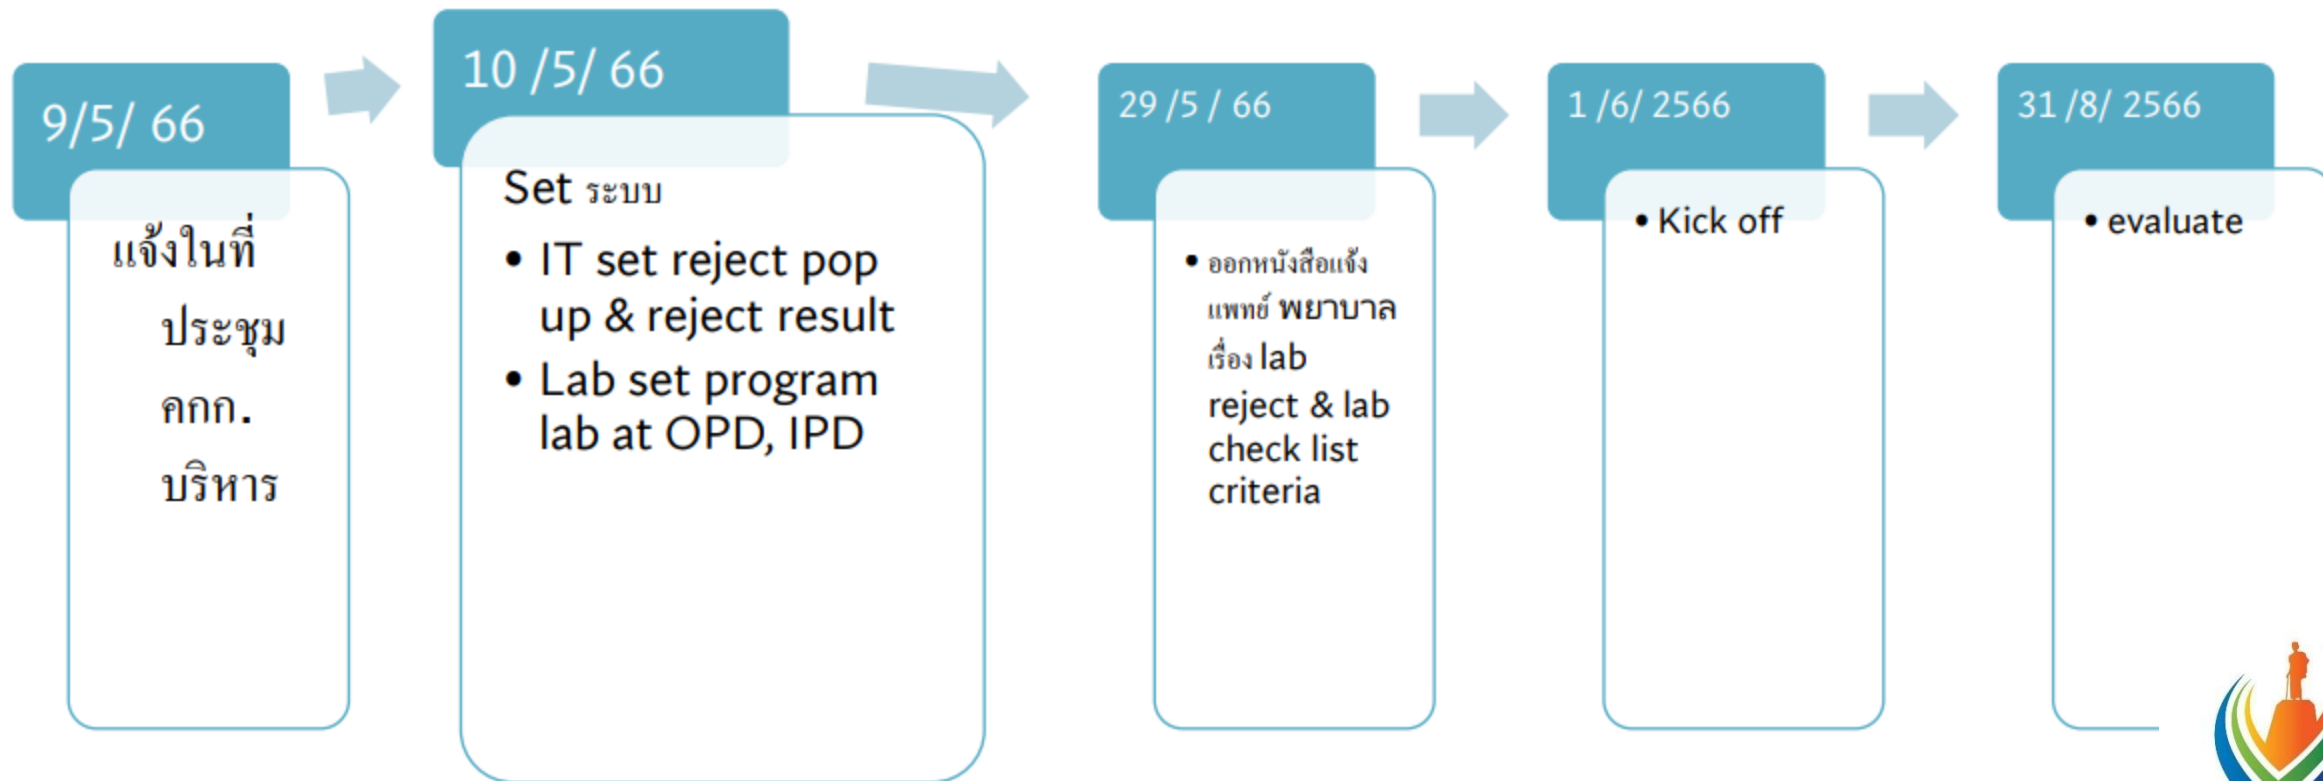 9/5/ 66
แจ้งในที่
ประชุม
คกก.
บริหาร
10 /5/ 66
Set ระบบ
• IT set reject pop
up & reject result
• Lab set program
lab at OPD, IPD
29 /5 / 66
• ออกหนังสือแจ้ง
แพทย์ พยาบาล
เรื่อง lab
reject & lab
check list
criteria
1 /6/ 2566
• Kick off
31 /8/ 2566
• evaluate